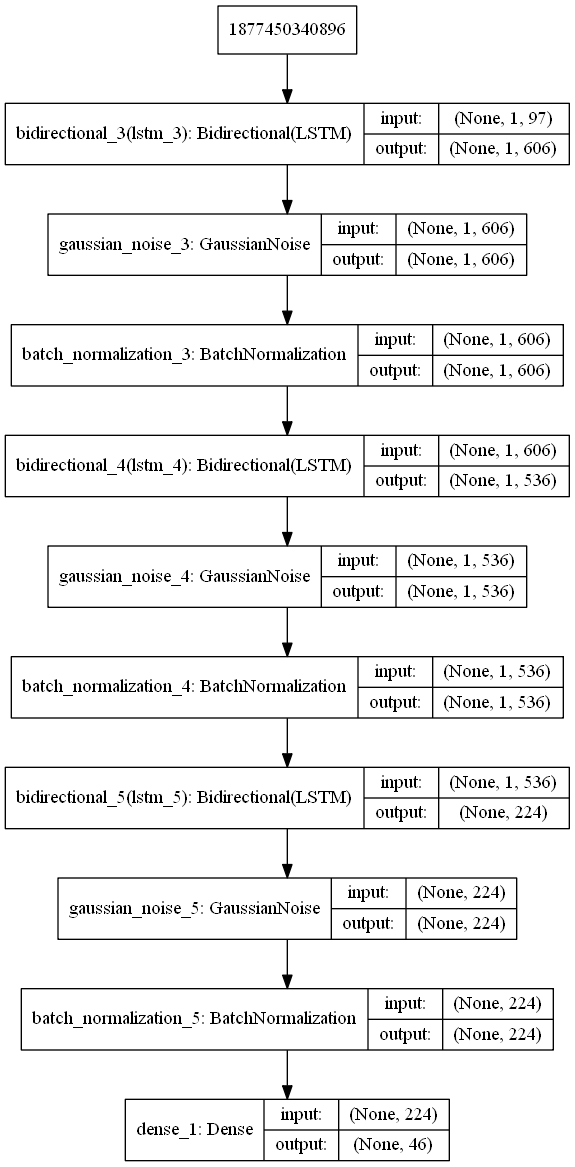 1877450340896
bidirectional_3(lstm_3): Bidirectional(LSTM)
input: (None, 1, 97)
output: (None, 1, 606)
gaussian_noise_3: GaussianNoise
input: (None, 1, 606)
output: (None, 1, 606)
batch_normalization_3: BatchNormalization
input: (None, 1, 606)
output: (None, 1, 606)
bidirectional_4(lstm_4): Bidirectional(LSTM)
input: (None, 1, 606)
output: (None, 1, 536)
gaussian_noise_4: GaussianNoise
input: (None, 1, 536)
output: (None, 1, 536)
batch_normalization_4: BatchNormalization
input: (None, 1, 536)
output: (None, 1, 536)
bidirectional_5(lstm_5): Bidirectional(LSTM)
input: (None, 1, 536)
output: (None, 224)
gaussian_noise_5: GaussianNoise
input: (None, 224)
output: (None, 224)
batch_normalization_5: BatchNormalization
input: (None, 224)
output: (None, 224)
dense_1: Dense
input: (None, 224)
output: (None, 46)